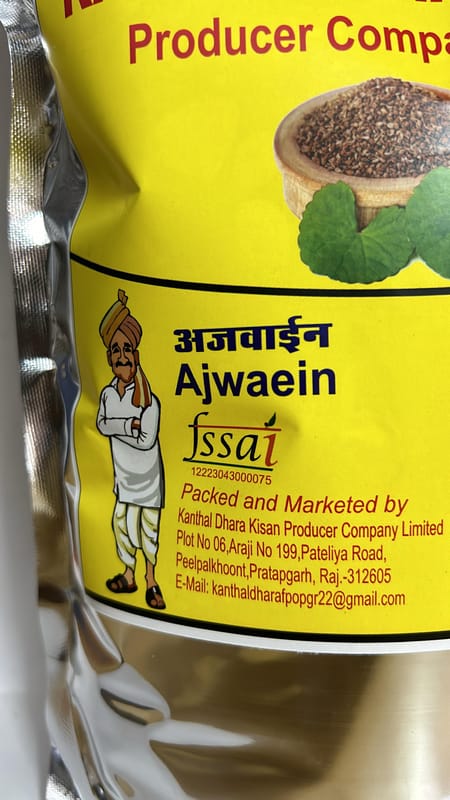 Producer
अजवाईन
Ajwaein
fssai
12223043000075
Packed and Marketed by
Kanthal Dhara Kisan Producer Company Limited
Plot No 06,Araji No 199,Pateliya Road,
Peelpalkhoont,Pratapgarh, Raj.-312605
E-Mail: kanthaldharafpopgr22@gmail.com